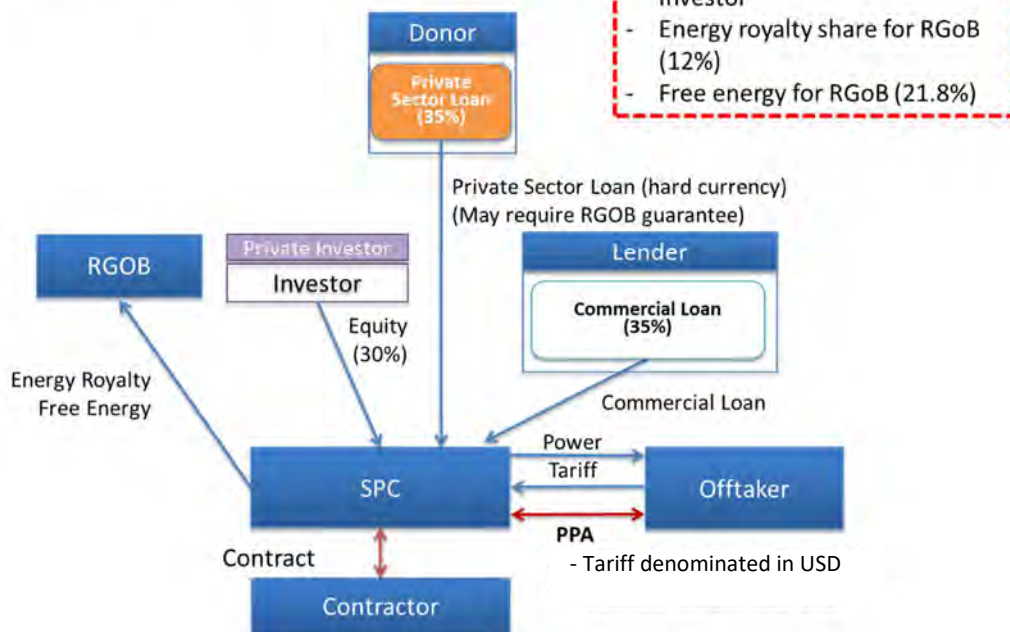 Investor
- Energy royalty share for RGoB
(12%)
- Free energy for RGoB (21.8%)
Donor
Private
Sector Loan
(35%)
Private Sector Loan (hard currency)
(May require RGOB guarantee)
RGOB
Private Investor
Investor
Lender
Commercial Loan
(35%)
Equity
(30%)
Energy Royalty
Free Energy
Commercial Loan
SPC
Power
Tariff
Offtaker
PPA
- Tariff denominated in USD
Contract
Contractor